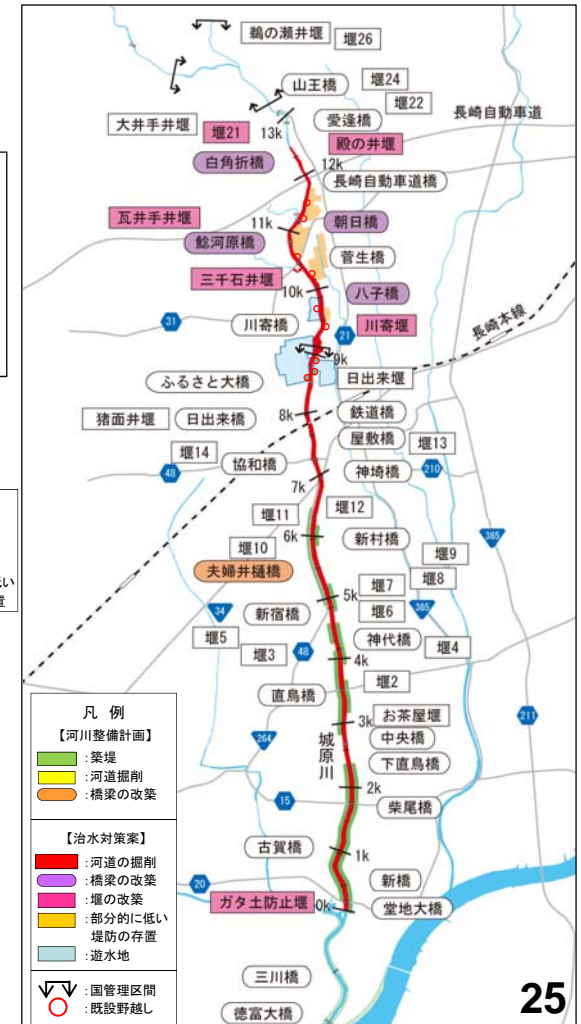 鵜の瀬井堰
堰26
山王橋
堰24
堰22
13k
愛逢橋
長崎自動車道
大井手井堰
堰21
殿の井堰
白角折橋
12k
長崎自動車道橋
瓦井手井堰
11k
朝日橋
鯰河原橋
菅生橋
三千石井堰
10k
八子橋
31
川寄橋
川寄堰
21
長崎本線
9k
ふるさと大橋
日出来堰
猪面井堰
日出来橋
8k
鉄道橋
屋敷橋
堰13
堰14
協和橋
神埼橋
210
48
7k
堰11
堰12
6k
新村橋
385
堰10
堰9
夫婦井樋橋
堰7
堰8
5k
34
新宿橋
堰6
385
堰5
神代橋
堰3
48
4k
堰4
直鳥橋
堰2
3k
お茶屋堰
211
264
城原川
中央橋
下直鳥橋
2k
15
柴尾橋
古賀橋
1k
20
新橋
ガタ土防止堰
0k
堂地大橋
三川橋
徳富大橋
凡 例
【河川整備計画】
:築堤
:河道掘削
:橋梁の改築
【治水対策案】
:河道の掘削
:橋梁の改築
:堰の改築
:部分的に低い
堤防の存置
:遊水地
:国管理区間
:既設野越し
い
置
25